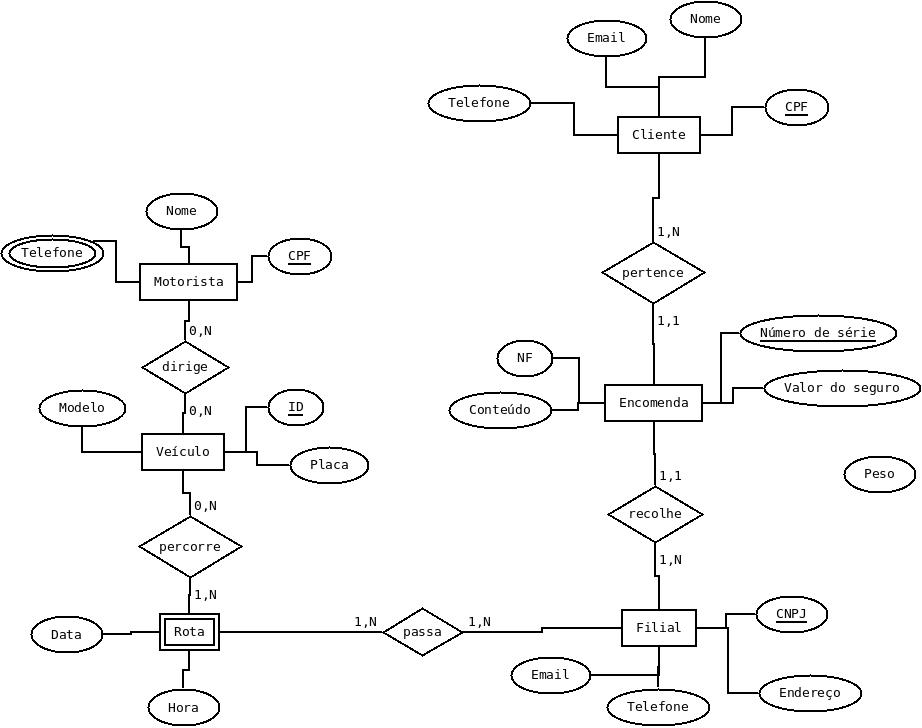 Nome
Email
Telefone
CPF
Cliente
Nome
1,N
Telefone
CPF
pertence
Motorista
1,1
0,N
Número de série
NF
dirige
Valor do seguro
0,N
Modelo
ID
Conteúdo
Encomenda
Veículo
Placa
Peso
1,1
0,N
recolhe
percorre
1,N
1,N
CNPJ
1,N
1,N
Data
Rota
passa
Filial
Email
Endereço
Hora
Telefone